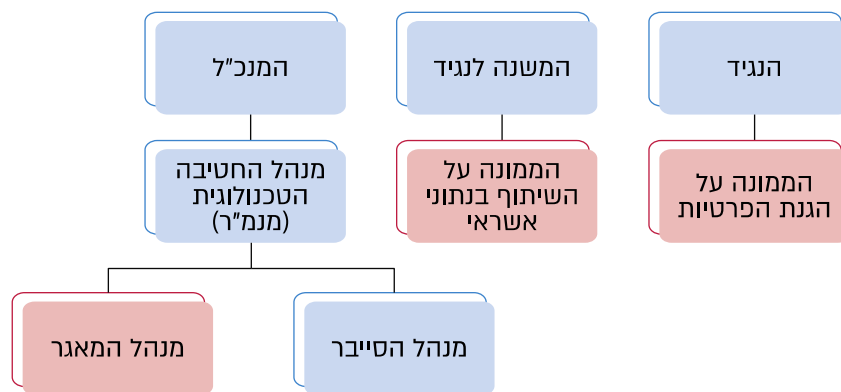 הנגיד
המשנה לנגיד
המנכ"ל
הממונה על
הגנת הפרטיות
הממונה על
השיתוף בנתוני
אשראי
מנהל החטיבה
הטכנולוגית
(מנמ"ר)
מנהל הסייבר
מנהל המאגר